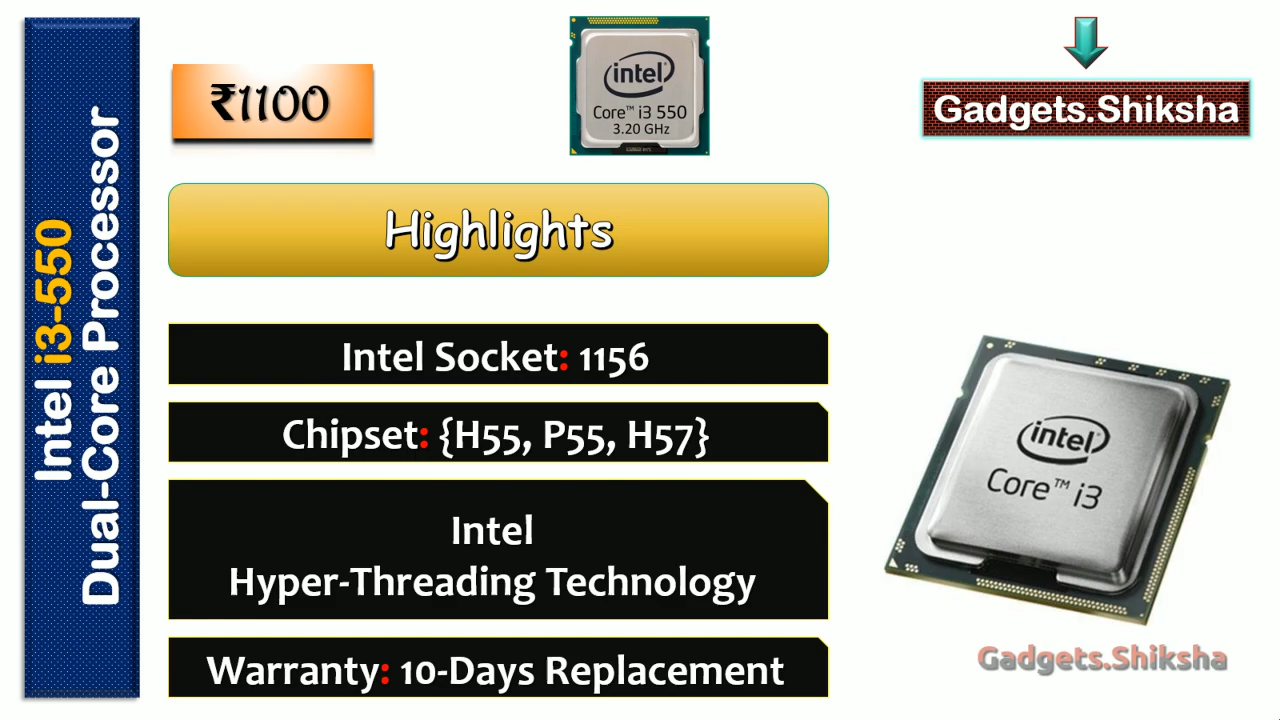 Intel i3-550
Dual-Core Processor
₹1100
intel
Core™ i3 550
3.20 GHz
Gadgets.Shiksha
Highlights
Intel Socket: 1156
Chipset: {H55, P55, H57}
Intel
Hyper-Threading Technology
Warranty: 10-Days Replacement
intel
Core™ i3
Gadgets.Shiksha